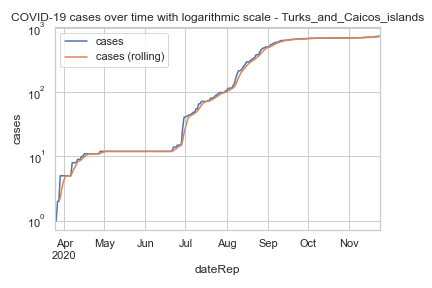 COVID-19 cases over time with logarithmic scale - Turks_and_Caicos_islands
cases
cases (rolling)
10³
10²
10¹
10⁰
cases
Apr May Jun Jul Aug Sep Oct Nov
2020
dateRep